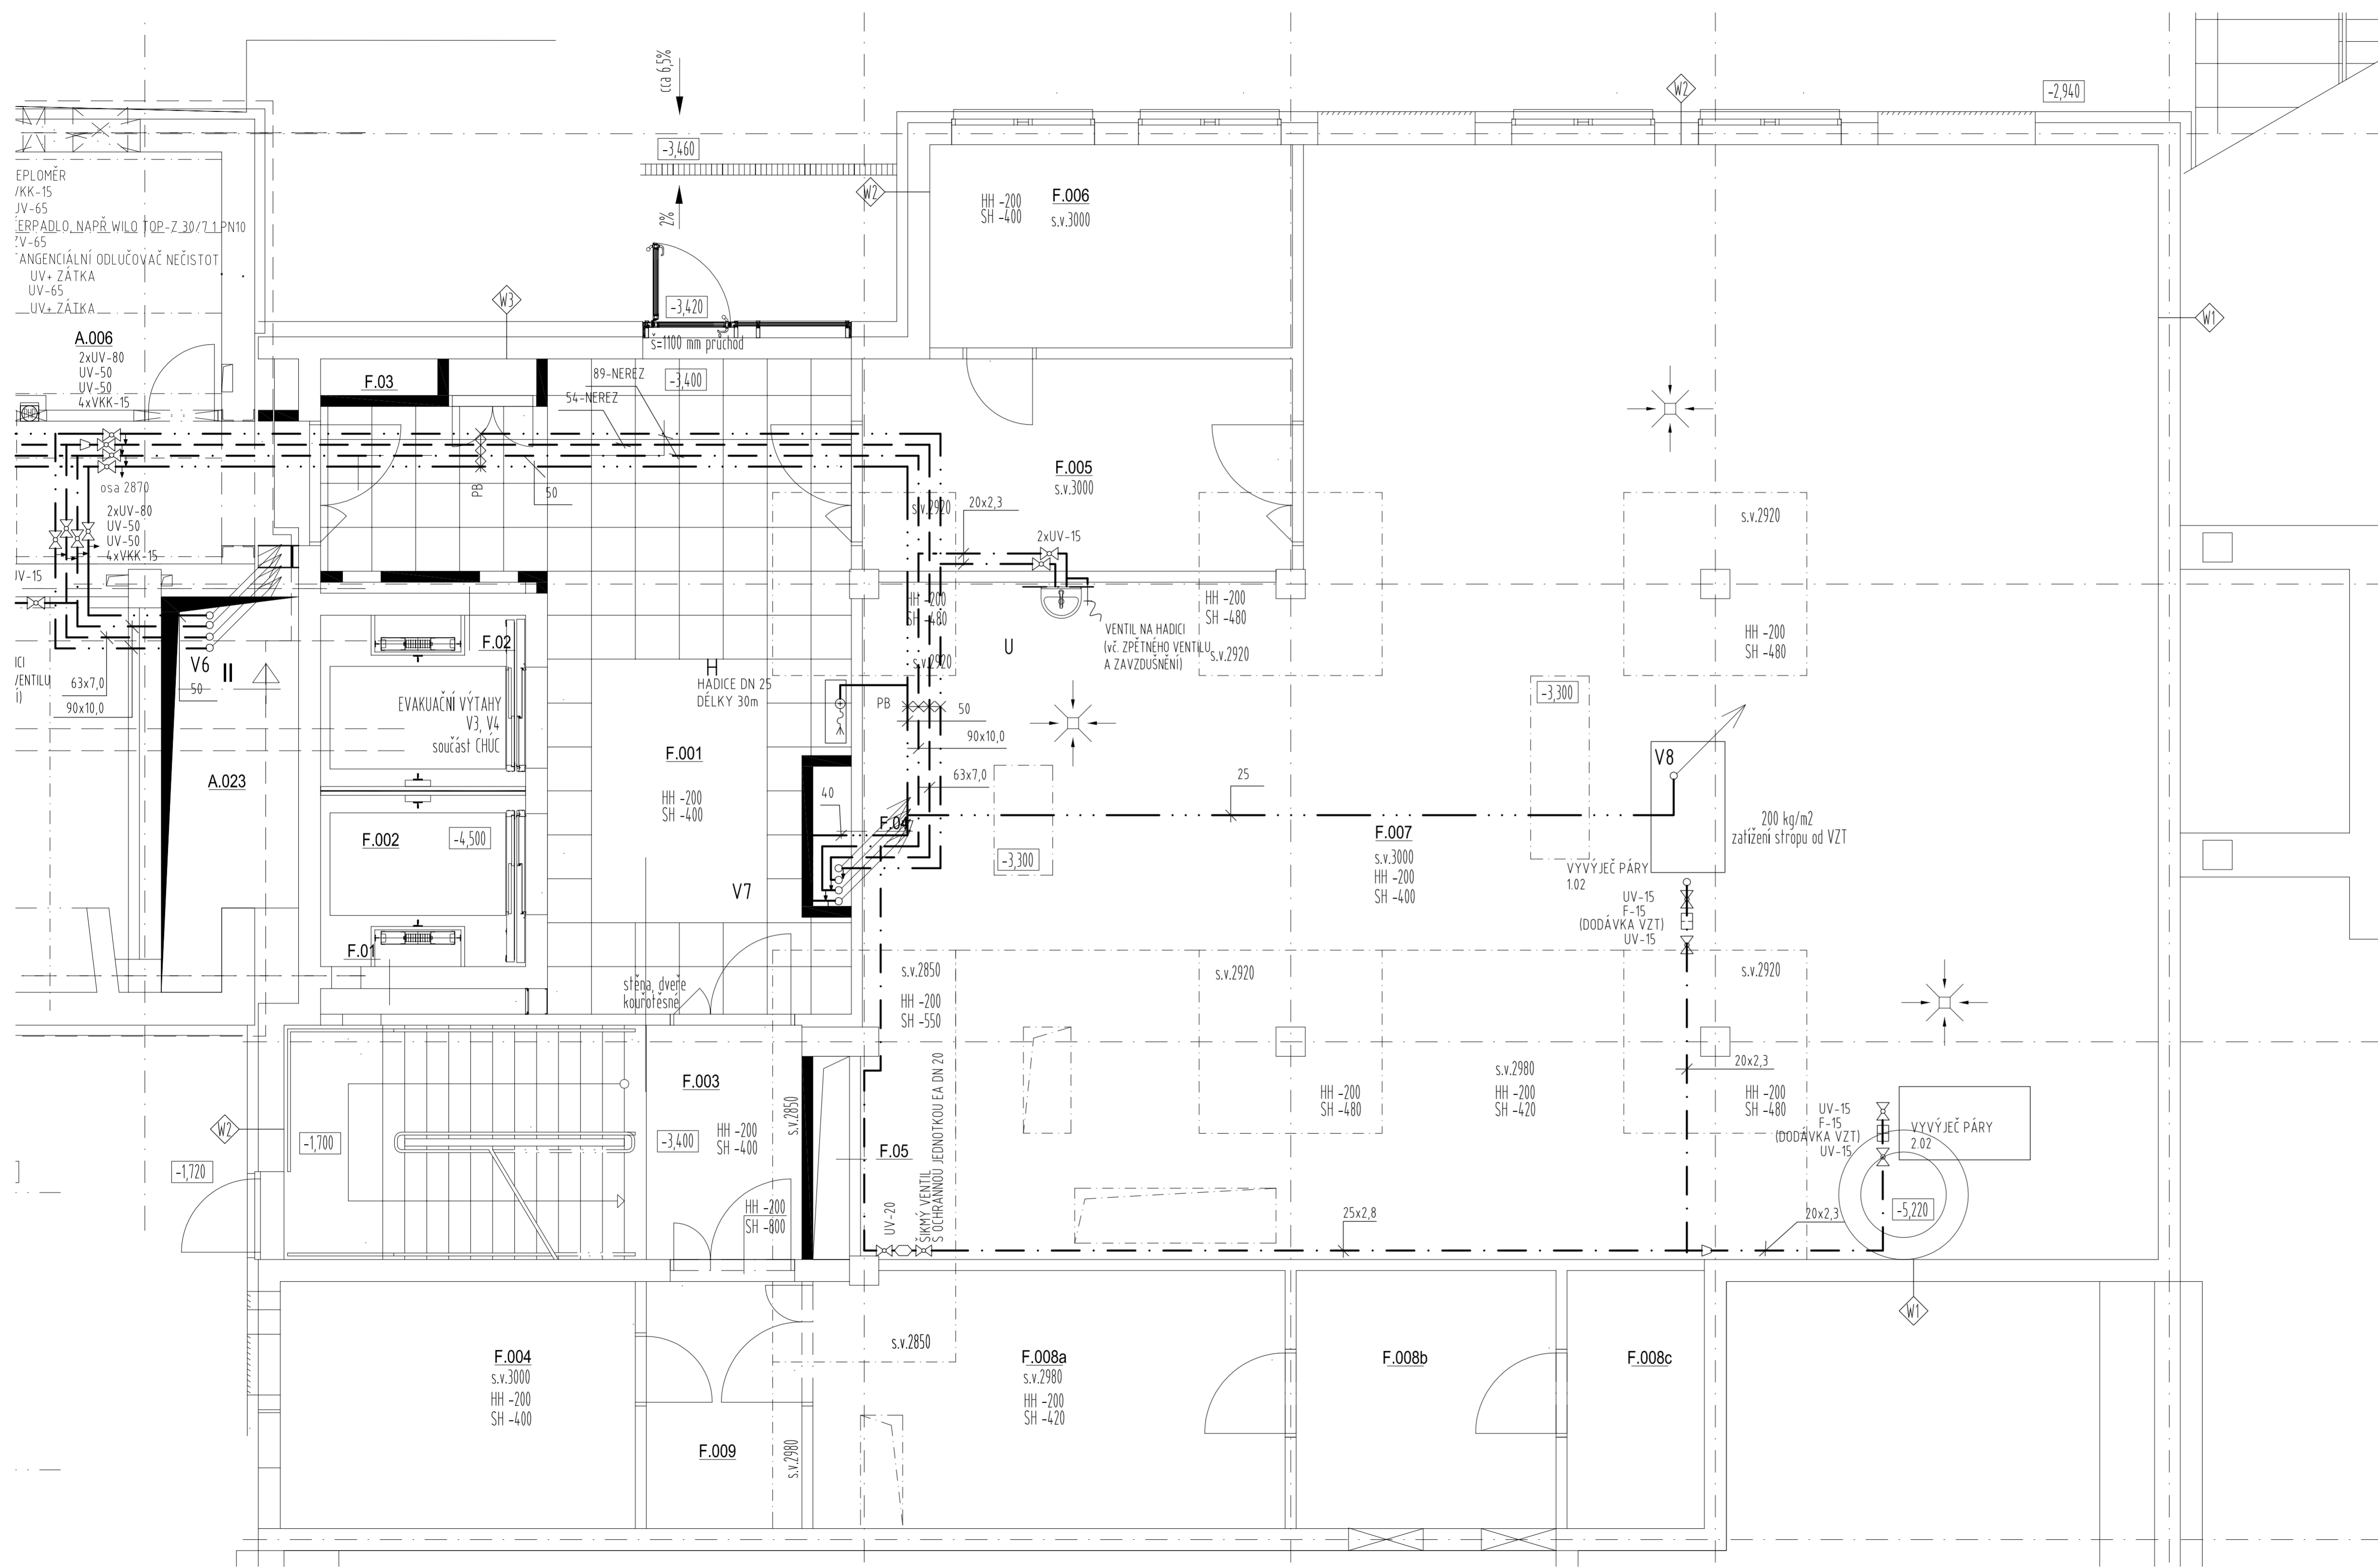 cca 6,5%
-3,460
2%
-3,420
š=1100 mm průchod
-2,940
W2
W2
W3
W1
EPLOMĚR
/KK-15
UV-65
ERPADLO, NAPŘ. WILO TOP-Z 30/7 1 PN10
ZV-65
ANGENCIÁLNÍ ODLUČOVAČ NEČISTOT
UV+ ZÁTKA
UV-65
UV+ ZÁTKA
A.006
2xUV-80
UV-50
UV-50
4xVKK-15
osa 2870
2xUV-80
UV-50
UV-50
4xVKK-15
IV-15
ICI
/ENTILU
Í)
63x7,0
90x10,0
V6
50
II
A.023
F.03
89-NEREZ
54-NEREZ
-3,400
PB
50
HH -200
SH -400
F.006
s.v.3000
F.005
s.v.3000
s.v.2920
20x2,3
2xUV-15
HH -200
SH -480
s.v.2920
U
VENTIL NA HADICI
(vč. ZPĚTNÉHO VENTILU
A ZAVZDUŠNĚNÍ)
HH -200
SH -480
s.v.2920
s.v.2920
HH -200
SH -480
F.02
EVAKUAČNÍ VÝTAHY
V3, V4
součást CHÚC
H
HADICE DN 25
DÉLKY 30m
PB
50
90x10,0
63x7,0
F.001
HH -200
SH -400
40
F.04
-3,300
25
-3,300
V8
200 kg/m2
zatížení stropu od VZT
F.002
-4,500
V7
F.007
s.v.3000
HH -200
SH -400
VYVÝJEČ PÁRY
1.02
UV-15
F-15
(DODÁVKA VZT)
UV-15
F.01
stěna, dveře
kouřotěsné
s.v.2850
HH -200
SH -550
s.v.2920
s.v.2920
20x2,3
F.003
-3,400
HH -200
SH -400
s.v.2850
HH -200
SH -800
-1,700
W2
-1,720
F.05
UV-20
ŠIKMÝ VENTIL
S OCHRANNOU JEDNOTKOU EA DN 20
HH -200
SH -480
s.v.2980
HH -200
SH -420
HH -200
SH -480
UV-15
F-15
(DODÁVKA VZT)
UV-15
VYVÝJEČ PÁRY
2.02
-5,220
25x2,8
20x2,3
W1
F.004
s.v.3000
HH -200
SH -400
F.009
s.v.2980
s.v.2850
F.008a
s.v.2980
HH -200
SH -420
F.008b
F.008c